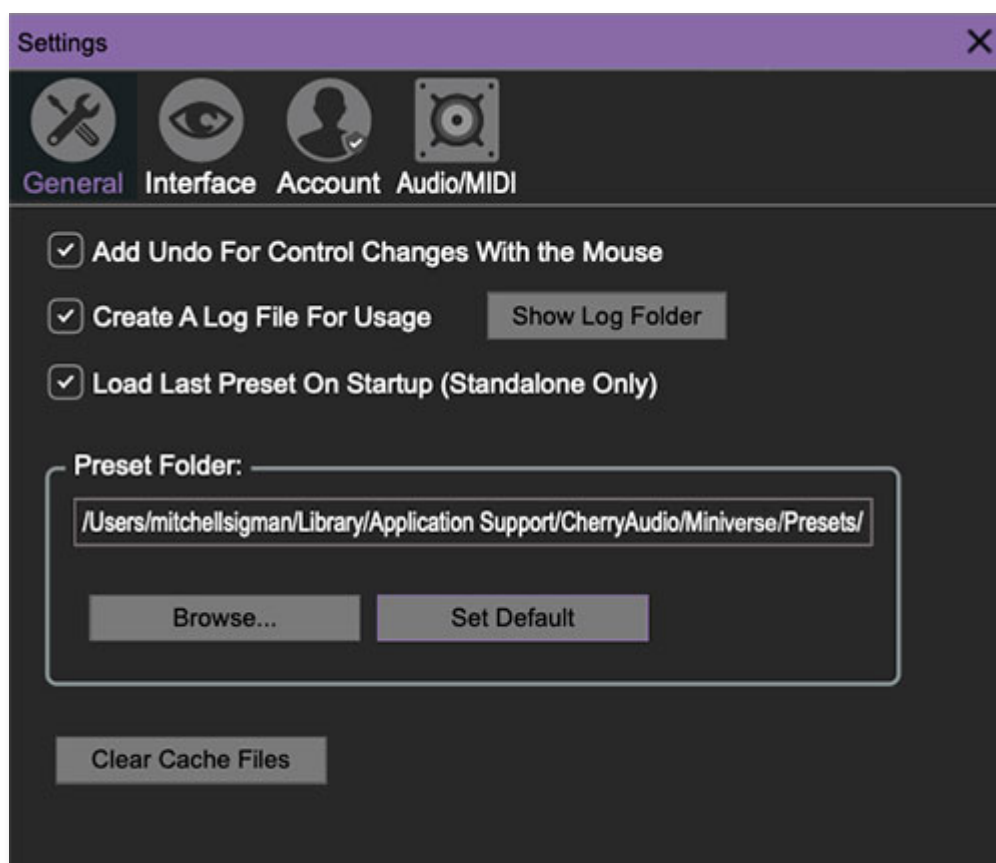 Settings
General Interface Account Audio/MIDI
Add Undo For Control Changes With the Mouse
Create A Log File For Usage Show Log Folder
Load Last Preset On Startup (Standalone Only)
Preset Folder:
/Users/mitchellsigman/Library/Application Support/CherryAudio/Miniverse/Presets/
Browse... Set Default
Clear Cache Files